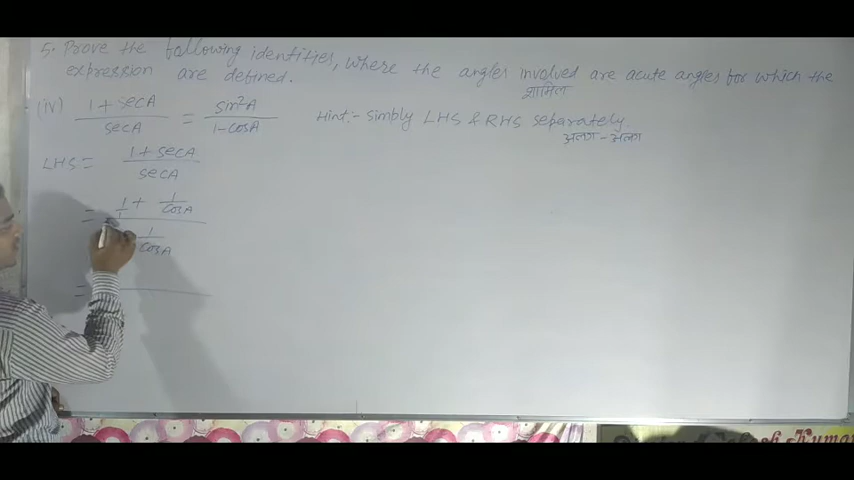 5. Prove the following identities, where the angles involved are acute angles for which the
शामिल
expression are defined.
(iv) 1 + secA / secA = sin²A / 1 - cosA Hint:- Simbly LHS & RHS separately
अलग - अलग
LHS = 1 + secA / secA
= 1/1 + 1/cosA / 1/cosA
=